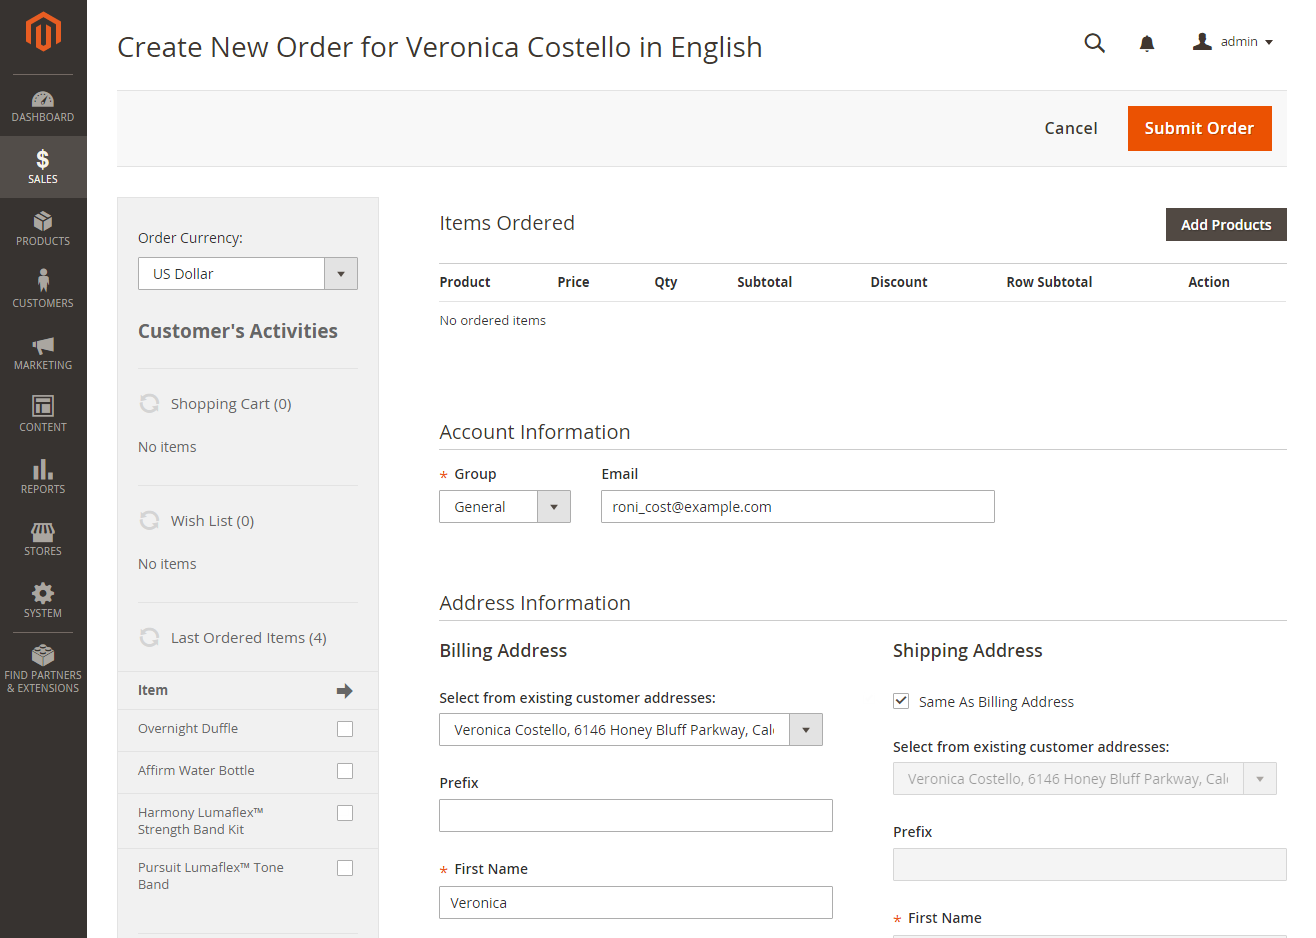 Create New Order for Veronica Costello in English
admin
Cancel
Submit Order
DASHBOARD
SALES
PRODUCTS
CUSTOMERS
MARKETING
CONTENT
REPORTS
STORES
SYSTEM
FIND PARTNERS
& EXTENSIONS
Order Currency:
US Dollar
Customer's Activities
Shopping Cart (0)
No items
Wish List (0)
No items
Last Ordered Items (4)
Item
Overnight Duffle
Affirm Water Bottle
Harmony Lumaflex™
Strength Band Kit
Pursuit Lumaflex™ Tone
Band
Items Ordered
Add Products
Product Price Qty Subtotal Discount Row Subtotal Action
No ordered items
Account Information
* Group
General
Email
roni_cost@example.com
Address Information
Billing Address
Select from existing customer addresses:
Veronica Costello, 6146 Honey Bluff Parkway, Cal
Prefix
* First Name
Veronica
Shipping Address
Same As Billing Address
Select from existing customer addresses:
Veronica Costello, 6146 Honey Bluff Parkway, Cal
Prefix
* First Name